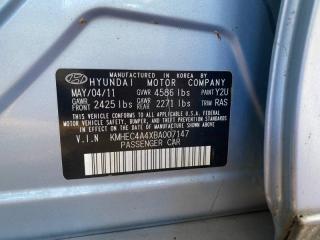 MANUFACTURED IN KOREA BY
HYUNDAI MOTOR COMPANY
MAY/04/11 GVWR 4586 lbs PAINT Y2U
GAWR FRONT 2425 lbs GAWR REAR 2271 lbs TRIM RAS
THIS VEHICLE CONFORMS TO ALL APPLICABLE U.S.A. FEDERAL
MOTOR VEHICLE SAFETY, BUMPER, AND THEFT PREVENTION
STANDARDS IN EFFECT ON THE DATE OF MANUFACTURE
SHOWN ABOVE.
V.I.N KMHEC4A4XBA007147
PASSENGER CAR